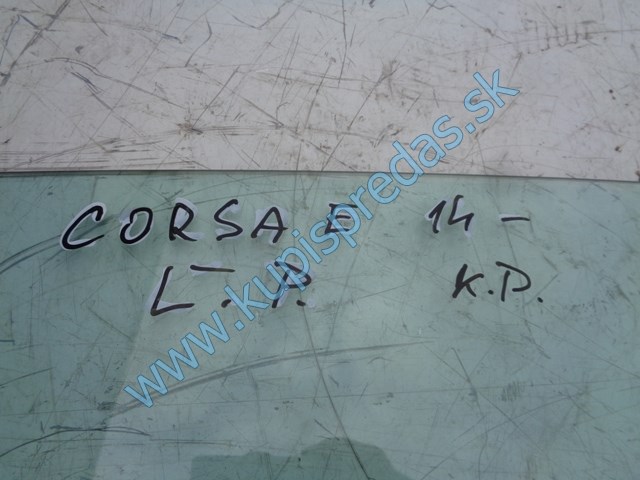 CORSA E 14-
L.P. K.D.
www.kupispredas.sk